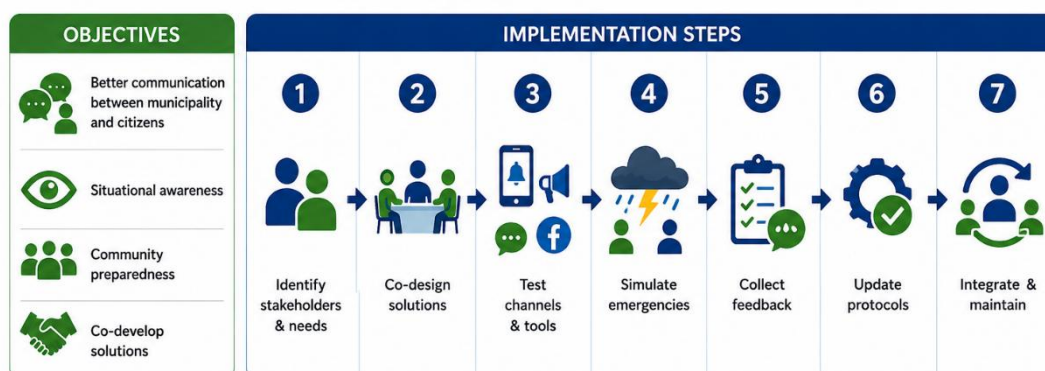 OBJECTIVES
Better communication
between municipality
and citizens
Situational awareness
Community
preparedness
Co-develop
solutions
IMPLEMENTATION STEPS
1
Identify
stakeholders
& needs
2
Co-design
solutions
3
f
Test
channels
& tools
4
Simulate
emergencies
5
Collect
feedback
6
Update
protocols
7
Integrate &
maintain